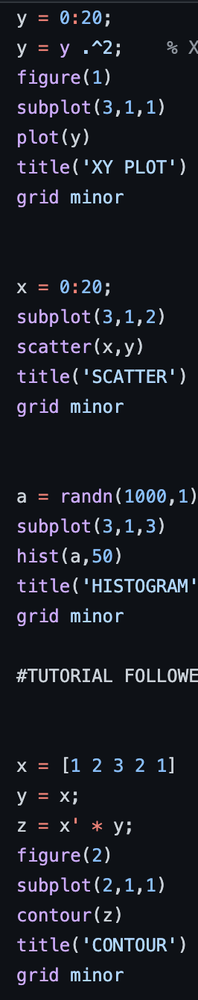 y = 0:20;
y = y .^2; %
figure(1)
subplot(3,1,1)
plot(y)
title('XY PLOT')
grid minor
x = 0:20;
subplot(3,1,2)
scatter(x,y)
title('SCATTER')
grid minor
a = randn(1000,1)
subplot(3,1,3)
hist(a,50)
title('HISTOGRAM'
grid minor
#TUTORIAL FOLLOWE
x = [1 2 3 2 1]
y = x;
z = x' * y;
figure(2)
subplot(2,1,1)
contour(z)
title('CONTOUR')
grid minor